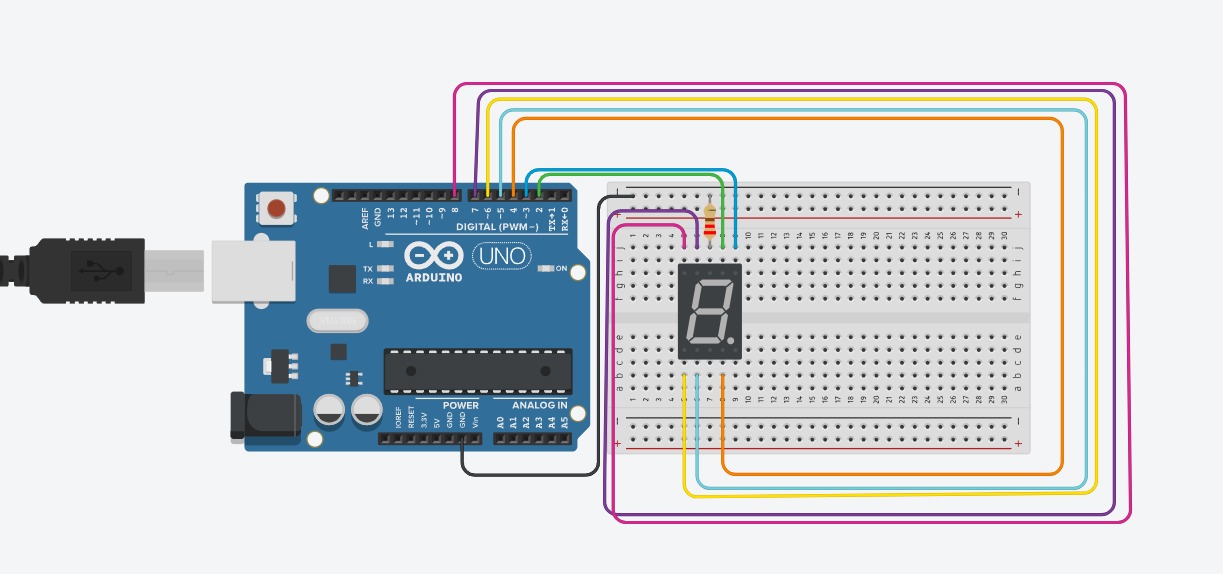 AREF
GND
13
12
~11
~10
~9
8
7
~6
~5
4
~3
2
TX→1
RX←0
DIGITAL (PWM~)
L
TX
RX
ARDUINO
UNO
ON
POWER
ANALOG IN
IOREF
RESET
3.3V
5V
GND
GND
Vin
A0
A1
A2
A3
A4
A5
− −
+ +
1 2 3 4 5 6 7 8 9 10 11 12 13 14 15 16 17 18 19 20 21 22 23 24 25 26 27 28 29 30
j j
i i
h h
g g
f f
e e
d d
c c
b b
a a
1 2 3 4 5 6 7 8 9 10 11 12 13 14 15 16 17 18 19 20 21 22 23 24 25 26 27 28 29 30
− −
+ +